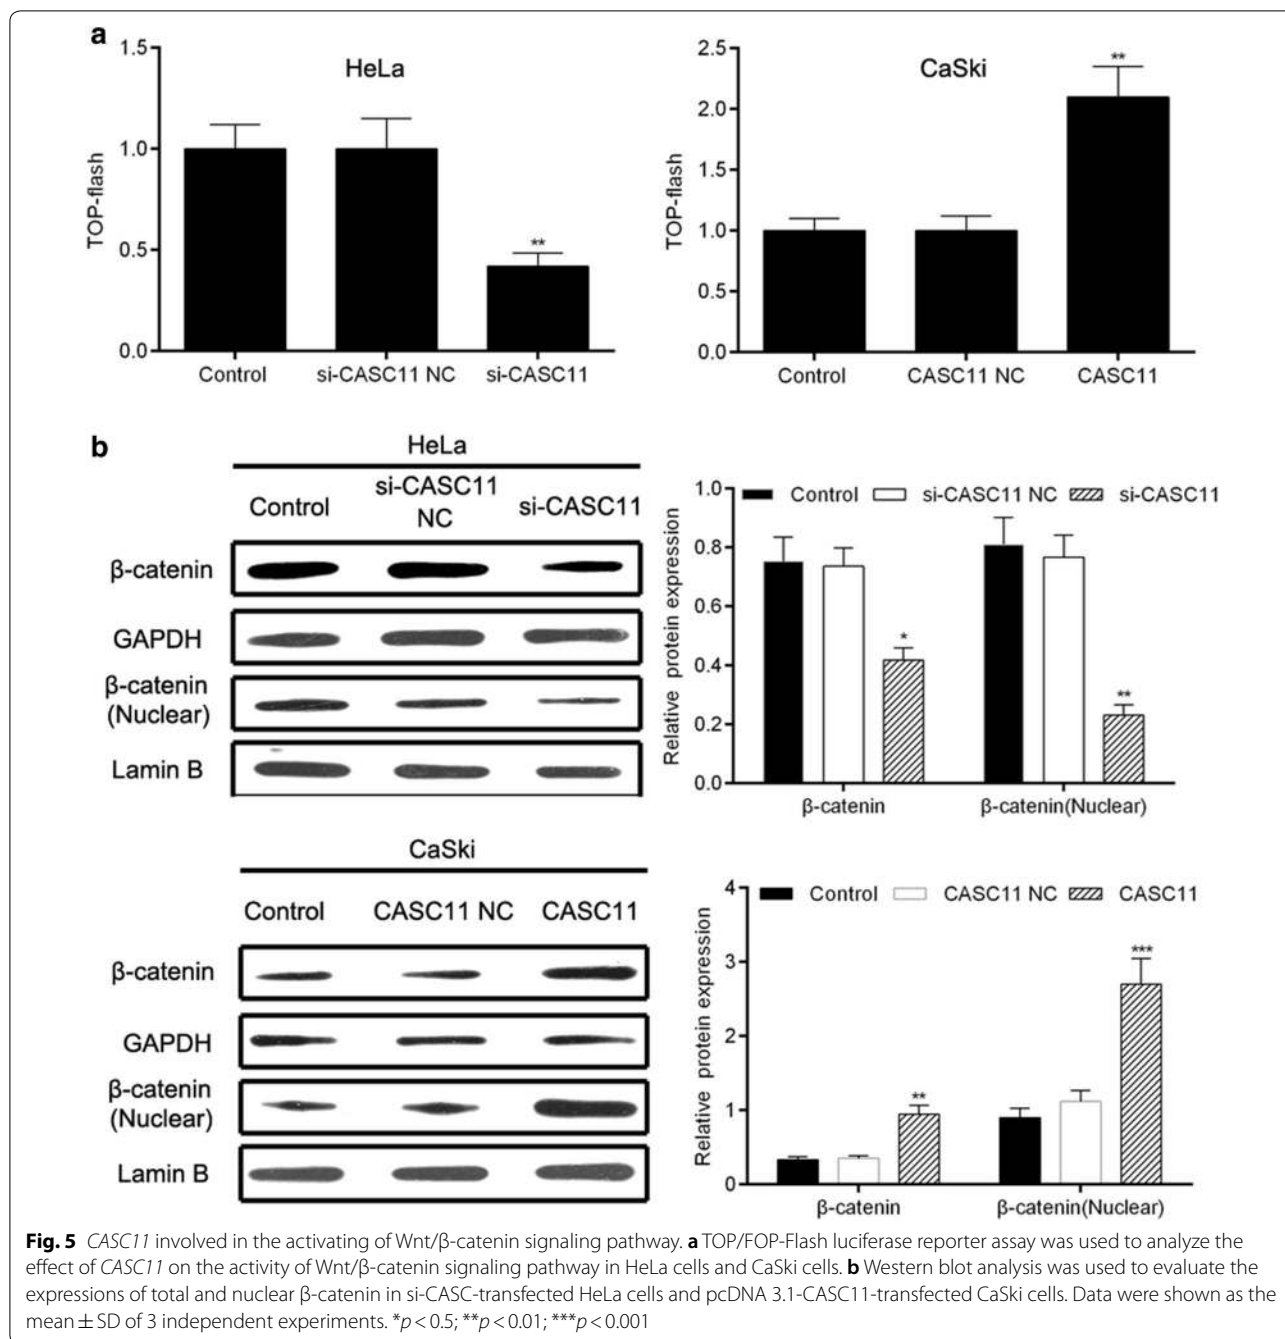 a
HeLa
TOP-flash
1.5
1.0
0.5
0.0
Control si-CASC11 NC si-CASC11
**
CaSki
TOP-flash
2.5
2.0
1.5
1.0
0.5
0.0
Control CASC11 NC CASC11
**
b
HeLa
Control si-CASC11 NC si-CASC11
β-catenin
GAPDH
β-catenin
(Nuclear)
Lamin B
Control si-CASC11 NC si-CASC11
Relative protein expression
1.0
0.8
0.6
0.4
0.2
0.0
*
**
β-catenin β-catenin(Nuclear)
CaSki
Control CASC11 NC CASC11
β-catenin
GAPDH
β-catenin
(Nuclear)
Lamin B
Control CASC11 NC CASC11
Relative protein expression
4
3
2
1
0
**
***
β-catenin β-catenin(Nuclear)
Fig. 5 CASC11 involved in the activating of Wnt/β-catenin signaling pathway. a TOP/FOP-Flash luciferase reporter assay was used to analyze the
effect of CASC11 on the activity of Wnt/β-catenin signaling pathway in HeLa cells and CaSki cells. b Western blot analysis was used to evaluate the
expressions of total and nuclear β-catenin in si-CASC-transfected HeLa cells and pcDNA 3.1-CASC11-transfected CaSki cells. Data were shown as the
mean ± SD of 3 independent experiments. *p < 0.5; **p < 0.01; ***p < 0.001